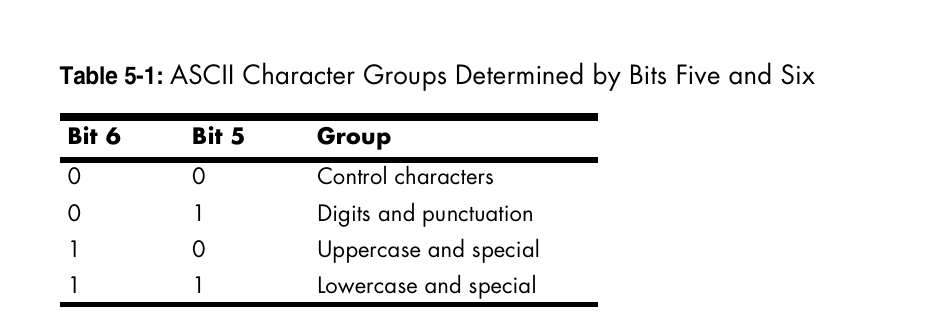 Table 5-1: ASCII Character Groups Determined by Bits Five and Six
Bit 6 Bit 5 Group
0 0 Control characters
0 1 Digits and punctuation
1 0 Uppercase and special
1 1 Lowercase and special